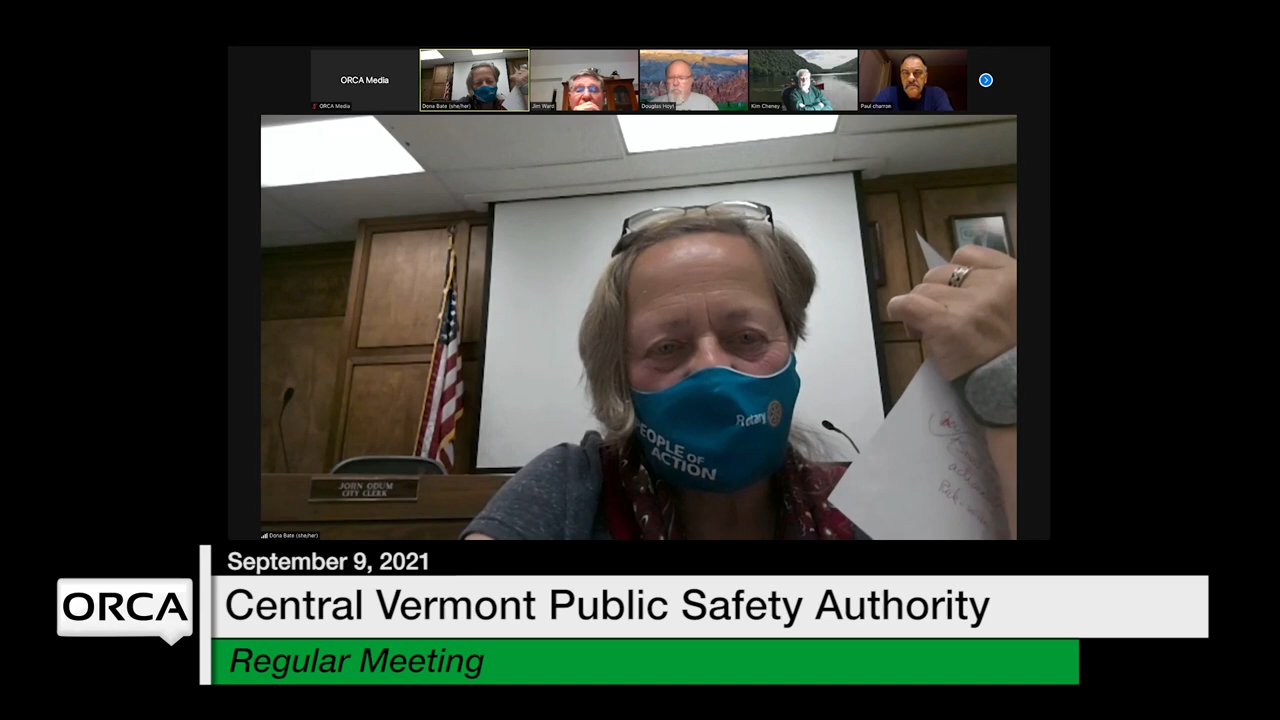 ORCA Media
ORCA Media
Dona Bate (she/her)
Jim Ward
Douglas Hoyt
Kim Cheney
Paul charron
Rotary
PEOPLE OF
ACTION
JOHN ODUM
CITY CLERK
Dona Bate (she/her)
September 9, 2021
ORCA
Central Vermont Public Safety Authority
Regular Meeting